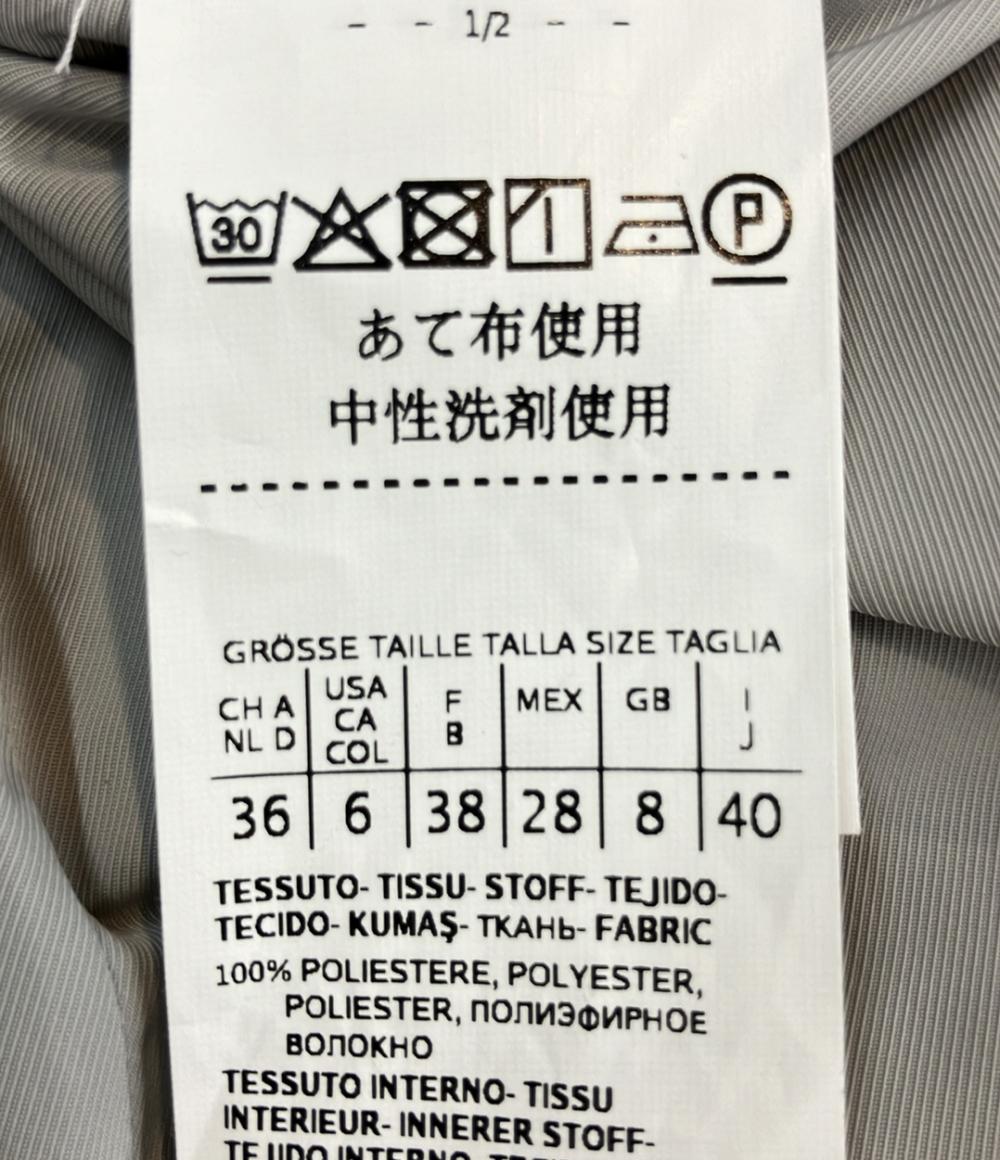 - - 1/2 - -
30 P
あて布使用
中性洗剤使用
GRÖSSE TAILLE TALLA SIZE TAGLIA
CH A NL D | USA CA COL | F B | MEX | GB | I J
36 | 6 | 38 | 28 | 8 | 40
TESSUTO- TISSU- STOFF- TEJIDO-
TECIDO- KUMAŞ- ТКАНЬ- FABRIC
100% POLIESTERE, POLYESTER,
POLIESTER, ПОЛИЭФИРНОЕ
ВОЛОКНО
TESSUTO INTERNO- TISSU
INTERIEUR- INNERER STOFF-
TEJIDO INTERNO-